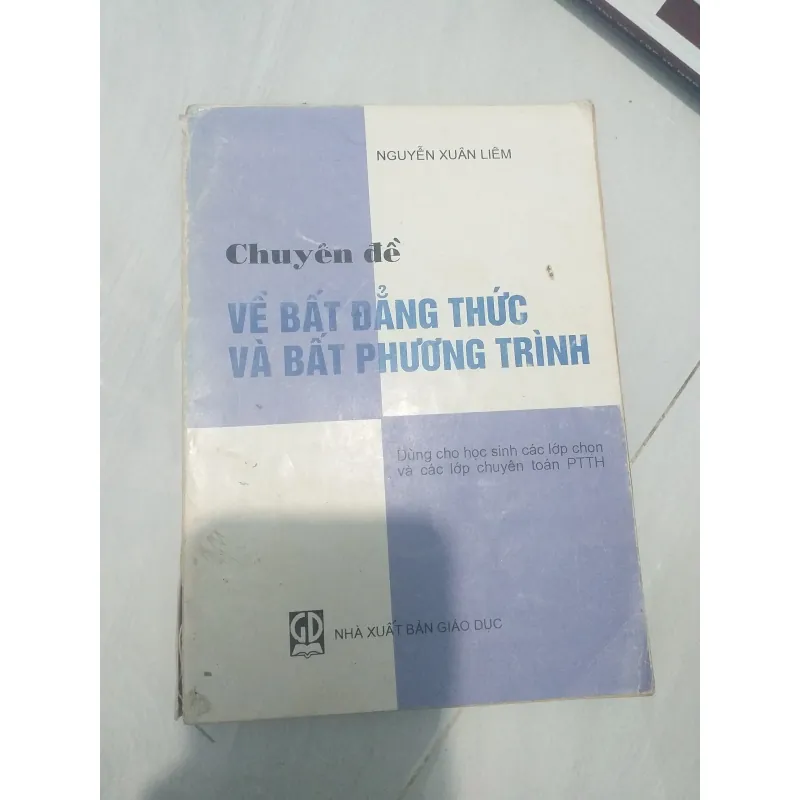 NGUYỄN XUÂN LIÊM
Chuyên đề
VỀ BẤT ĐẲNG THỨC
VÀ BẤT PHƯƠNG TRÌNH
Dùng cho học sinh các lớp chọn
và các lớp chuyên toán PTTH
GD
NHÀ XUẤT BẢN GIÁO DỤC